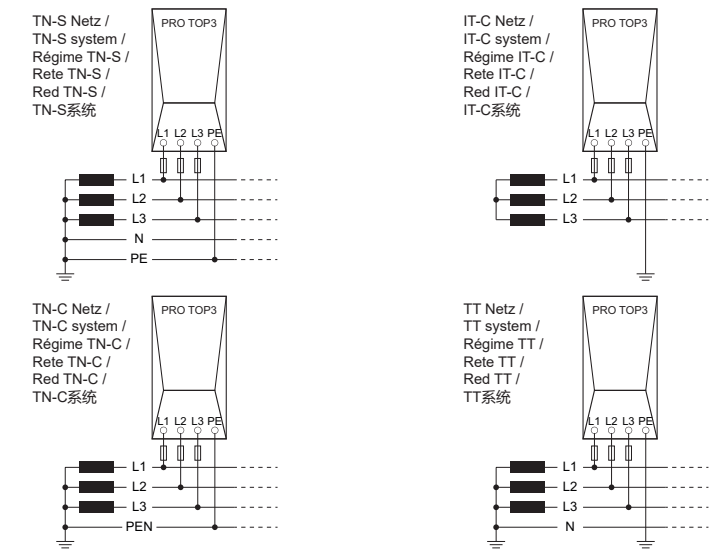 TN-S Netz /
TN-S system /
Régime TN-S /
Rete TN-S /
Red TN-S /
TN-S系统
PRO TOP3
L1 L2 L3 PE
L1
L2
L3
N
PE
IT-C Netz /
IT-C system /
Régime IT-C /
Rete IT-C /
Red IT-C /
IT-C系统
PRO TOP3
L1 L2 L3 PE
L1
L2
L3
TN-C Netz /
TN-C system /
Régime TN-C /
Rete TN-C /
Red TN-C /
TN-C系统
PRO TOP3
L1 L2 L3 PE
L1
L2
L3
PEN
TT Netz /
TT system /
Régime TT /
Rete TT /
Red TT /
TT系统
PRO TOP3
L1 L2 L3 PE
L1
L2
L3
N